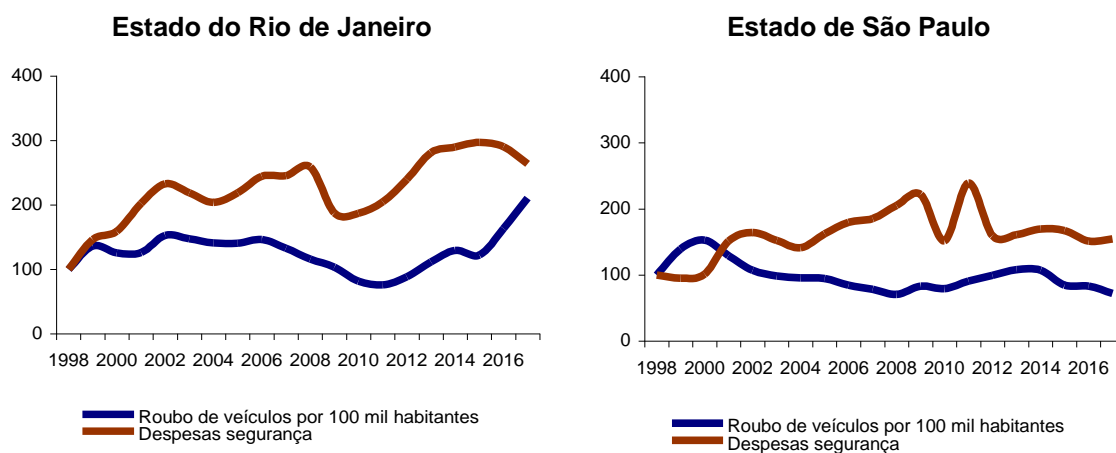 Estado do Rio de Janeiro
400
300
200
100
0
1998 2000 2002 2004 2006 2008 2010 2012 2014 2016
Roubo de veículos por 100 mil habitantes
Despesas segurança
Estado de São Paulo
400
300
200
100
0
1998 2000 2002 2004 2006 2008 2010 2012 2014 2016
Roubo de veículos por 100 mil habitantes
Despesas segurança